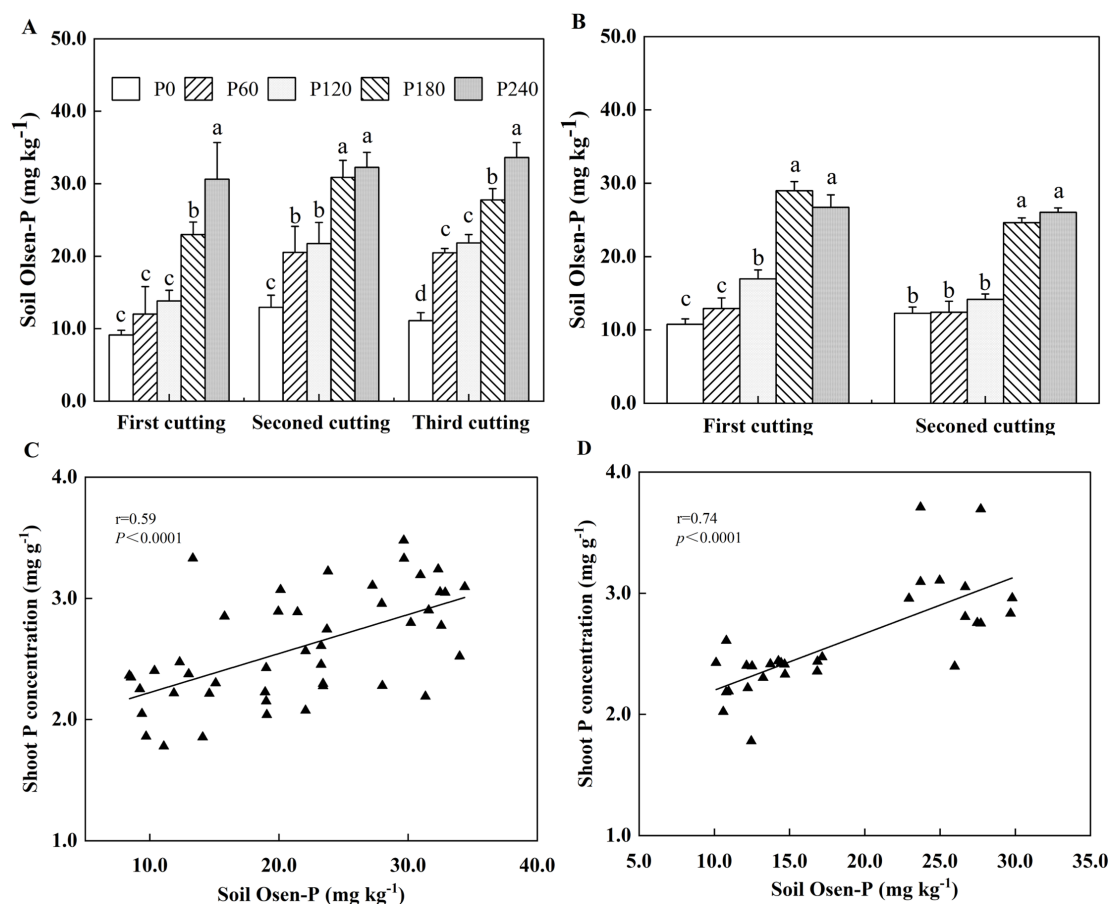 A
Soil Olsen-P (mg kg-1)
50.0
40.0
30.0
20.0
10.0
0.0
P0 P60 P120 P180 P240
c c c b a
c b b a a
d c c b a
First cutting Seconed cutting Third cutting
B
Soil Olsen-P (mg kg-1)
50.0
40.0
30.0
20.0
10.0
0.0
c c b a a
b b b a a
First cutting Seconed cutting
C
Shoot P concentration (mg g-1)
4.0
3.0
2.0
1.0
r=0.59
P<0.0001
10.0 20.0 30.0 40.0
Soil Osen-P (mg kg-1)
D
Shoot P concentration (mg g-1)
4.0
3.0
2.0
1.0
r=0.74
p<0.0001
5.0 10.0 15.0 20.0 25.0 30.0 35.0
Soil Osen-P (mg kg-1)